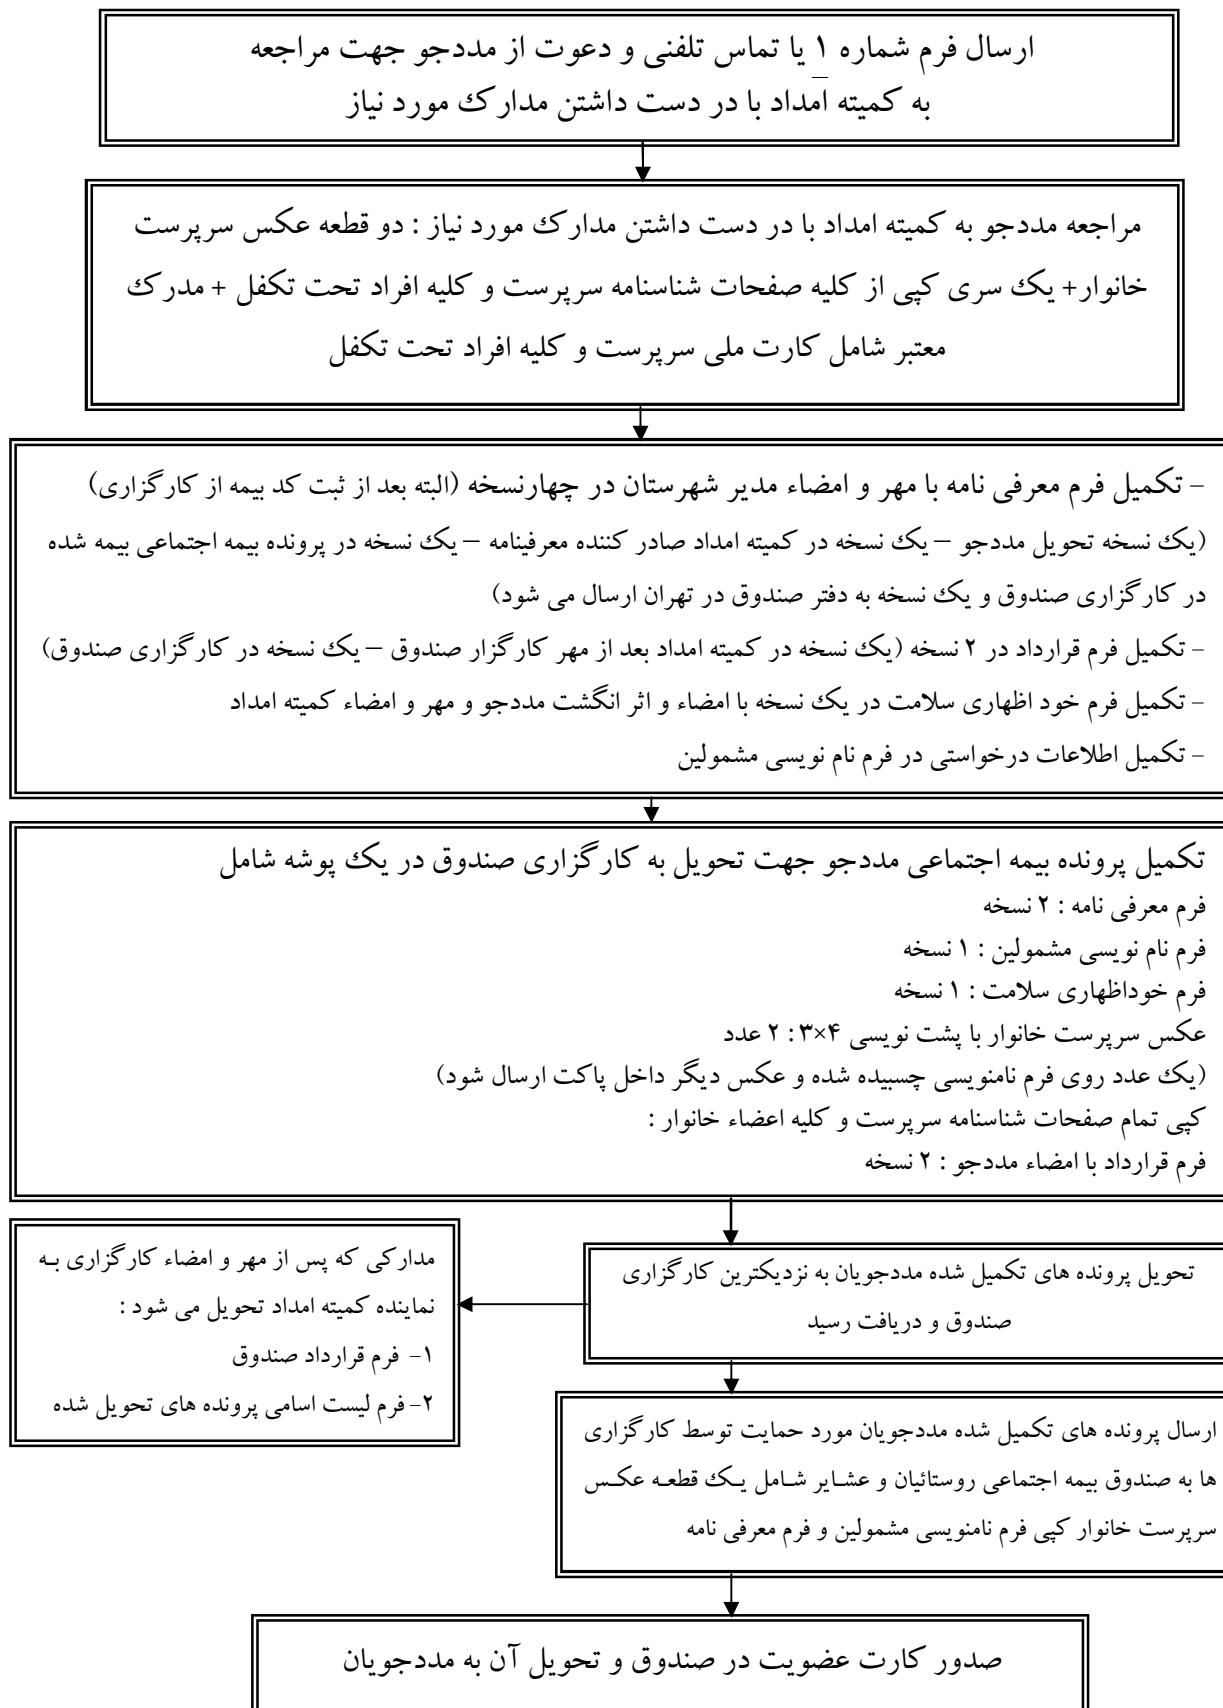 ارسال فرم شماره ۱ یا تماس تلفنی و دعوت از مددجو جهت مراجعه
به کمیته امداد با در دست داشتن مدارک مورد نیاز
مراجعه مددجو به کمیته امداد با در دست داشتن مدارک مورد نیاز : دو قطعه عکس سرپرست
خانوار+ یک سری کپی از کلیه صفحات شناسنامه سرپرست و کلیه افراد تحت تکفل + مدرک
معتبر شامل کارت ملی سرپرست و کلیه افراد تحت تکفل
– تکمیل فرم معرفی نامه با مهر و امضاء مدیر شهرستان در چهارنسخه (البته بعد از ثبت کد بیمه از کارگزاری)
(یک نسخه تحویل مددجو – یک نسخه در کمیته امداد صادر کننده معرفینامه – یک نسخه در پرونده بیمه اجتماعی بیمه شده
در کارگزاری صندوق و یک نسخه به دفتر صندوق در تهران ارسال می شود)
– تکمیل فرم قرارداد در ۲ نسخه (یک نسخه در کمیته امداد بعد از مهر کارگزار صندوق – یک نسخه در کارگزاری صندوق)
– تکمیل فرم خود اظهاری سلامت در یک نسخه با امضاء و اثر انگشت مددجو و مهر و امضاء کمیته امداد
– تکمیل اطلاعات درخواستی در فرم نام نویسی مشمولین
تکمیل پرونده بیمه اجتماعی مددجو جهت تحویل به کارگزاری صندوق در یک پوشه شامل
فرم معرفی نامه : ۲ نسخه
فرم نام نویسی مشمولین : ۱ نسخه
فرم خوداظهاری سلامت : ۱ نسخه
عکس سرپرست خانوار با پشت نویسی ۴×۳ : ۲ عدد
(یک عدد روی فرم نامنویسی چسبیده شده و عکس دیگر داخل پاکت ارسال شود)
کپی تمام صفحات شناسنامه سرپرست و کلیه اعضاء خانوار :
فرم قرارداد با امضاء مددجو : ۲ نسخه
تحویل پرونده های تکمیل شده مددجویان به نزدیکترین کارگزاری
صندوق و دریافت رسید
مدارکی که پس از مهر و امضاء کارگزاری به
نماینده کمیته امداد تحویل می شود :
۱- فرم قرارداد صندوق
۲- فرم لیست اسامی پرونده های تحویل شده
ارسال پرونده های تکمیل شده مددجویان مورد حمایت توسط کارگزاری
ها به صندوق بیمه اجتماعی روستائیان و عشایر شامل یک قطعه عکس
سرپرست خانوار کپی فرم نامنویسی مشمولین و فرم معرفی نامه
صدور کارت عضویت در صندوق و تحویل آن به مددجویان